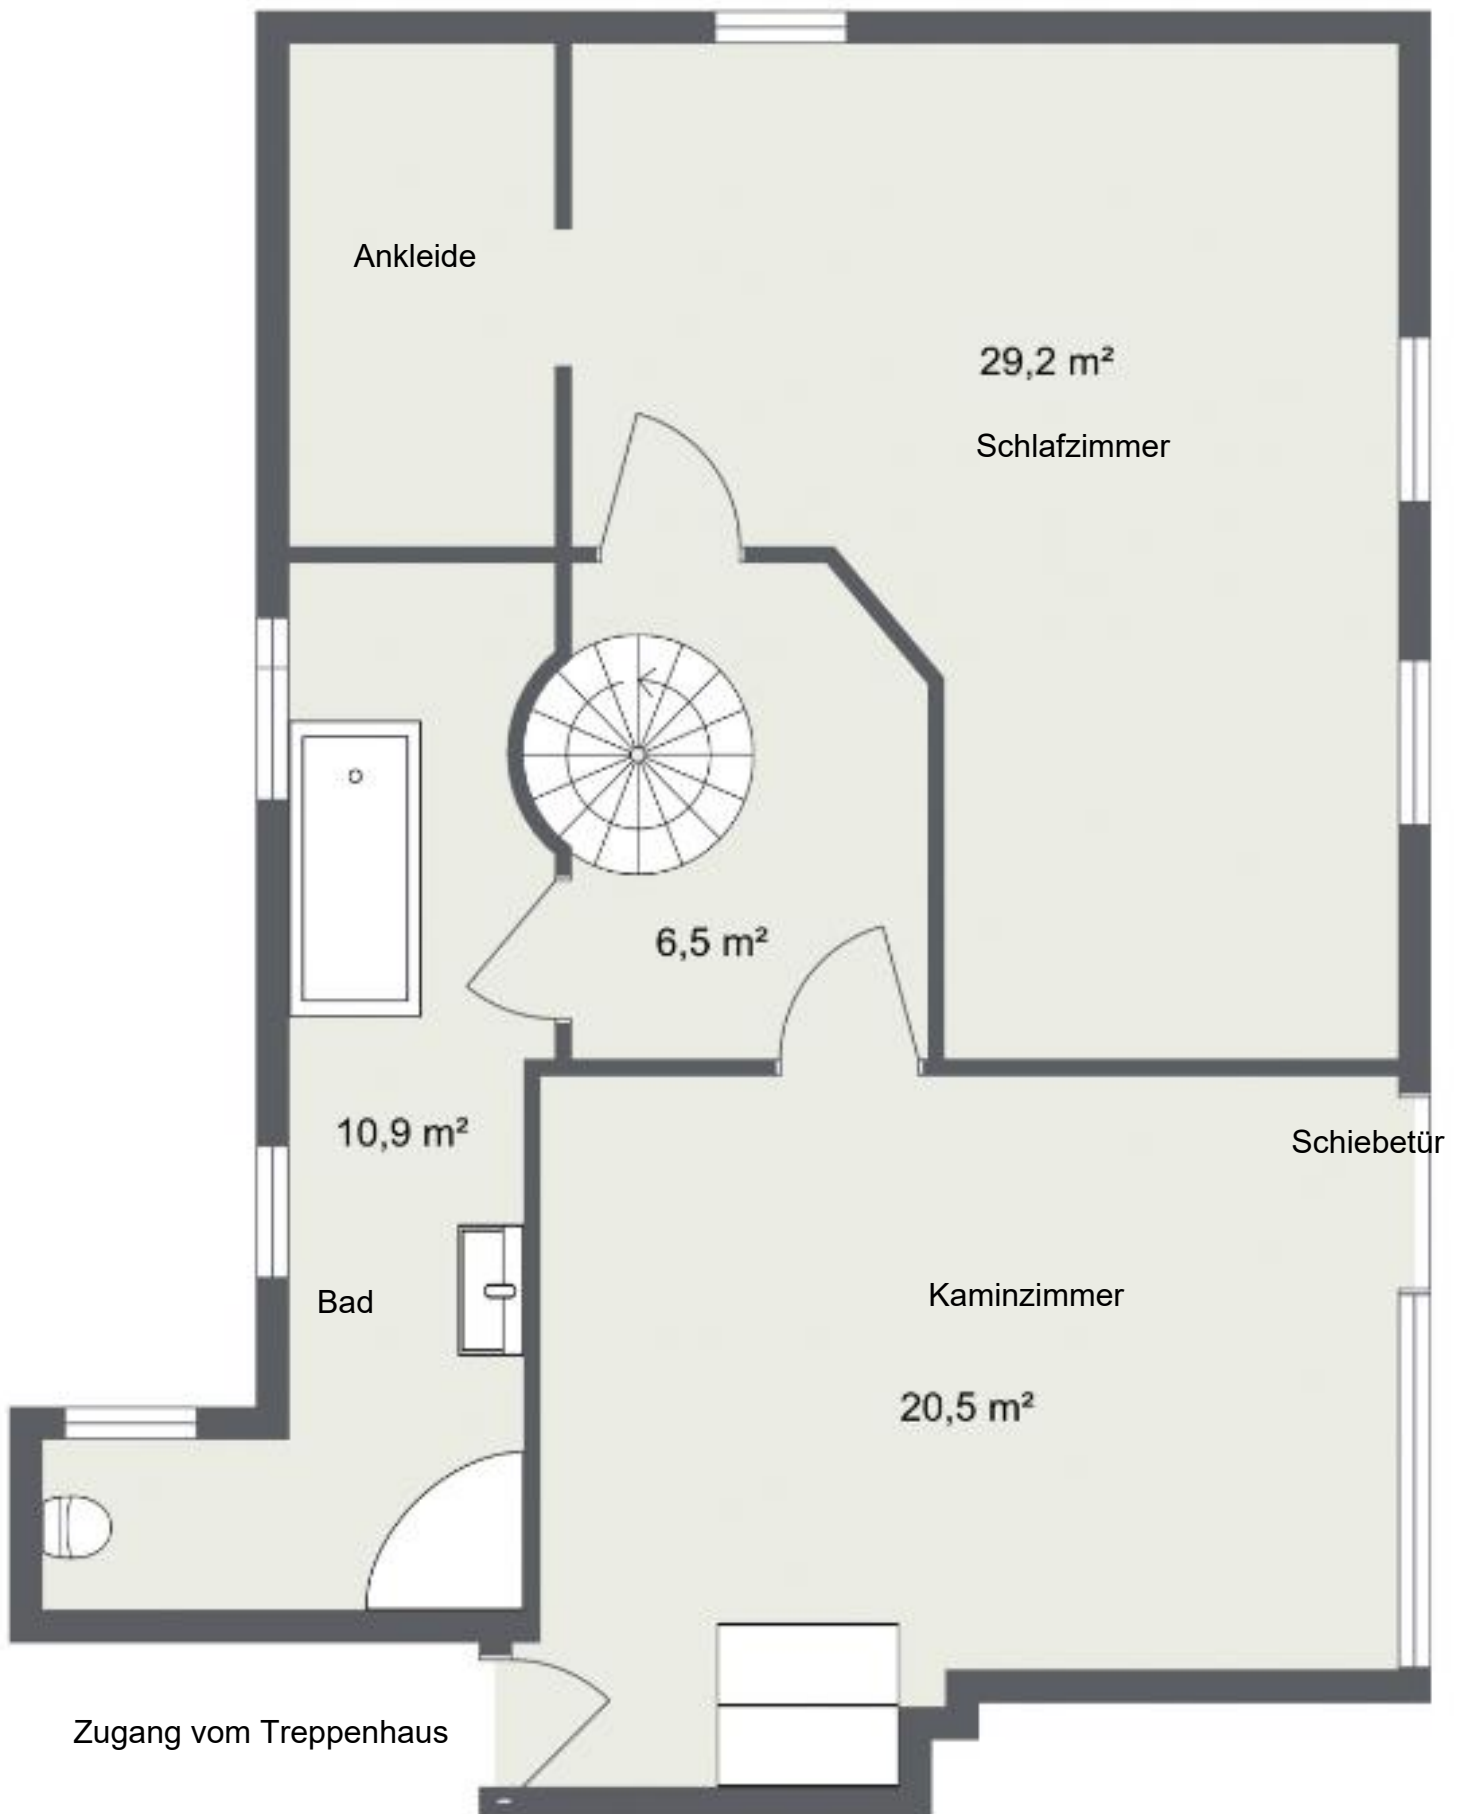 Ankleide
29,2 m²
Schlafzimmer
6,5 m²
10,9 m²
Schiebetür
Bad
Kaminzimmer
20,5 m²
Zugang vom Treppenhaus